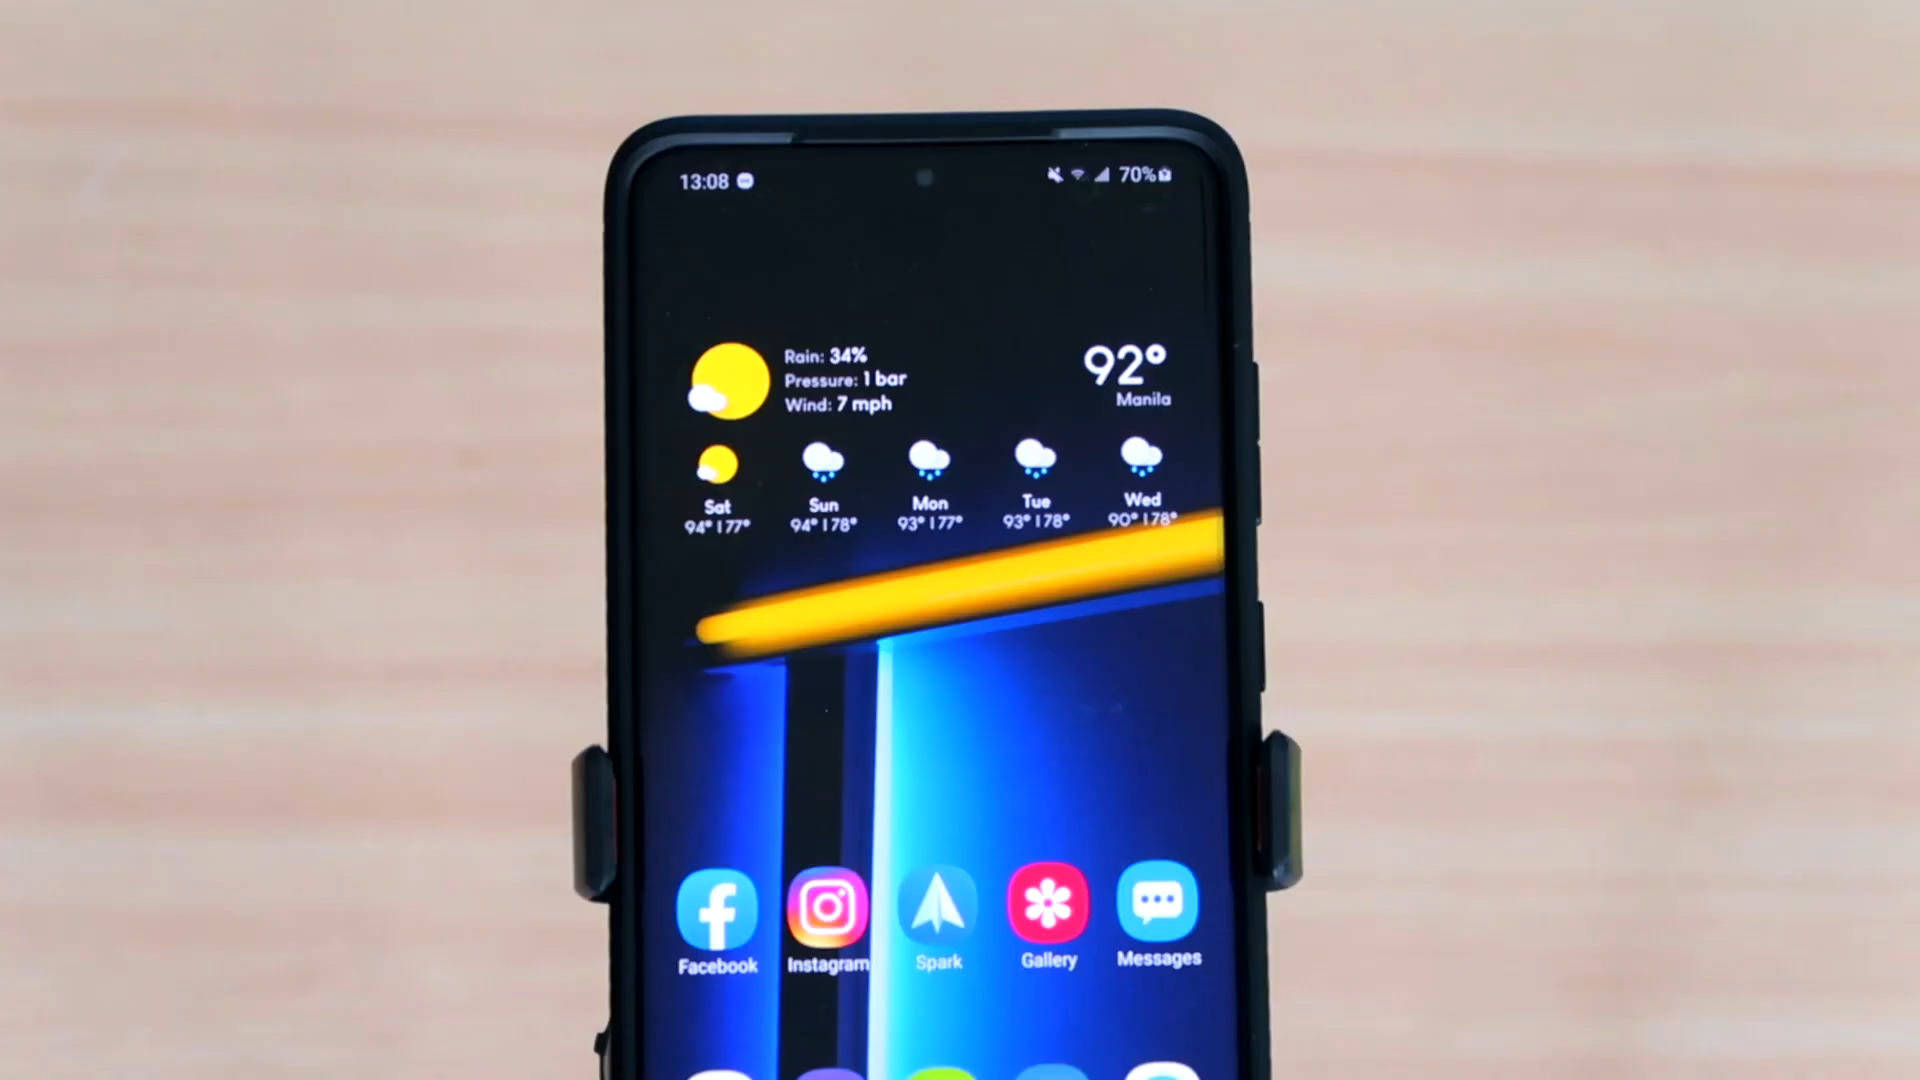 13:08
70%
Rain: 34%
Pressure: 1 bar
Wind: 7 mph
92°
Manila
Sat Sun Mon Tue Wed
94° | 77° 94° | 78° 93° | 77° 93° | 78° 90° | 78°
Facebook Instagram Spark Gallery Messages